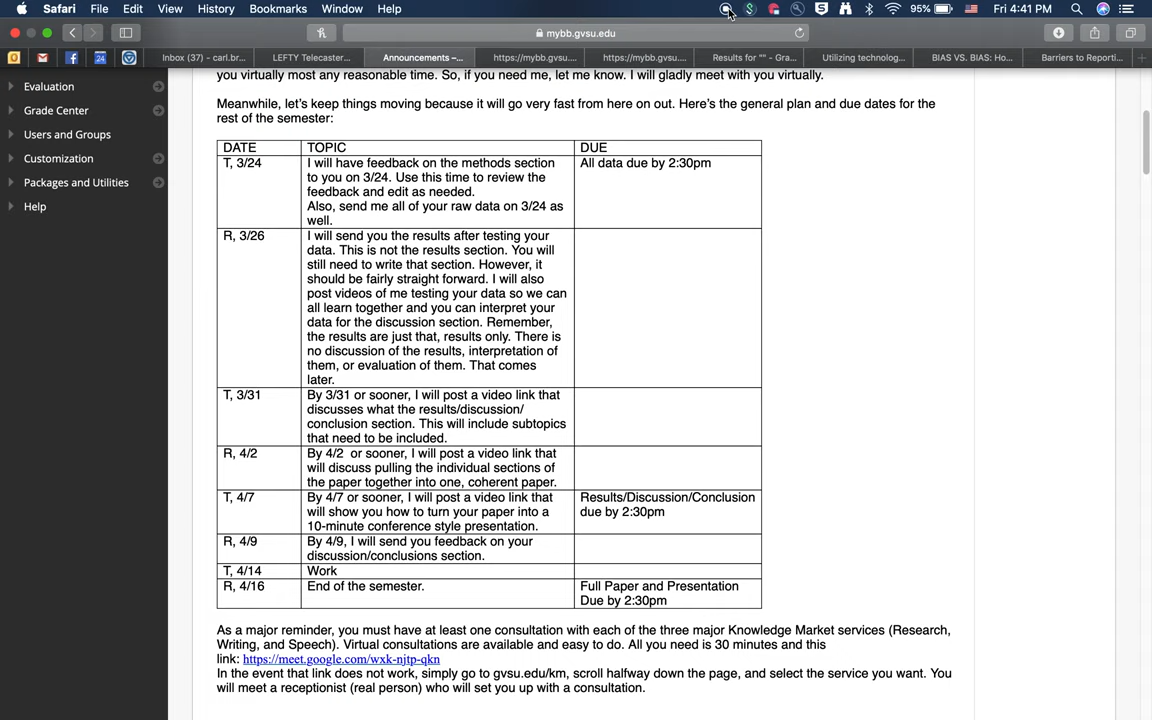 Safari File Edit View History Bookmarks Window Help 95% Fri 4:41 PM
mybb.gvsu.edu
Inbox (37) - carl.br... LEFTY Telecaster... Announcements –... https://mybb.gvsu.... https://mybb.gvsu.... Results for "" - Gra... Utilizing technolog... BIAS VS. BIAS: Ho... Barriers to Reporti...
Evaluation
Grade Center
Users and Groups
Customization
Packages and Utilities
Help
you virtually most any reasonable time. So, if you need me, let me know. I will gladly meet with you virtually.
Meanwhile, let's keep things moving because it will go very fast from here on out. Here's the general plan and due dates for the
rest of the semester:
DATE TOPIC DUE
T, 3/24 I will have feedback on the methods section All data due by 2:30pm
to you on 3/24. Use this time to review the
feedback and edit as needed.
Also, send me all of your raw data on 3/24 as
well.
R, 3/26 I will send you the results after testing your
data. This is not the results section. You will
still need to write that section. However, it
should be fairly straight forward. I will also
post videos of me testing your data so we can
all learn together and you can interpret your
data for the discussion section. Remember,
the results are just that, results only. There is
no discussion of the results, interpretation of
them, or evaluation of them. That comes
later.
T, 3/31 By 3/31 or sooner, I will post a video link that
discusses what the results/discussion/
conclusion section. This will include subtopics
that need to be included.
R, 4/2 By 4/2 or sooner, I will post a video link that
will discuss pulling the individual sections of
the paper together into one, coherent paper.
T, 4/7 By 4/7 or sooner, I will post a video link that Results/Discussion/Conclusion
will show you how to turn your paper into a due by 2:30pm
10-minute conference style presentation.
R, 4/9 By 4/9, I will send you feedback on your
discussion/conclusions section.
T, 4/14 Work
R, 4/16 End of the semester. Full Paper and Presentation
Due by 2:30pm
As a major reminder, you must have at least one consultation with each of the three major Knowledge Market services (Research,
Writing, and Speech). Virtual consultations are available and easy to do. All you need is 30 minutes and this
link: https://meet.google.com/wxk-njtp-qkn
In the event that link does not work, simply go to gvsu.edu/km, scroll halfway down the page, and select the service you want. You
will meet a receptionist (real person) who will set you up with a consultation.